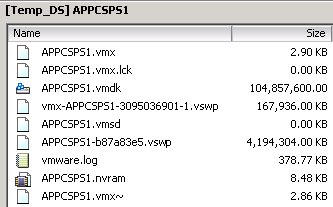 [Temp_DS] APPCSPS1
Name Size
APPCSPS1.vmx 2.90 KB
APPCSPS1.vmx.lck 0.00 KB
APPCSPS1.vmdk 104,857,600.00 KB
vmx-APPCSPS1-3095036901-1.vswp 167,936.00 KB
APPCSPS1.vmsd 0.00 KB
APPCSPS1-b87a83e5.vswp 4,194,304.00 KB
vmware.log 378.77 KB
APPCSPS1.nvram 8.48 KB
APPCSPS1.vmx~ 2.86 KB